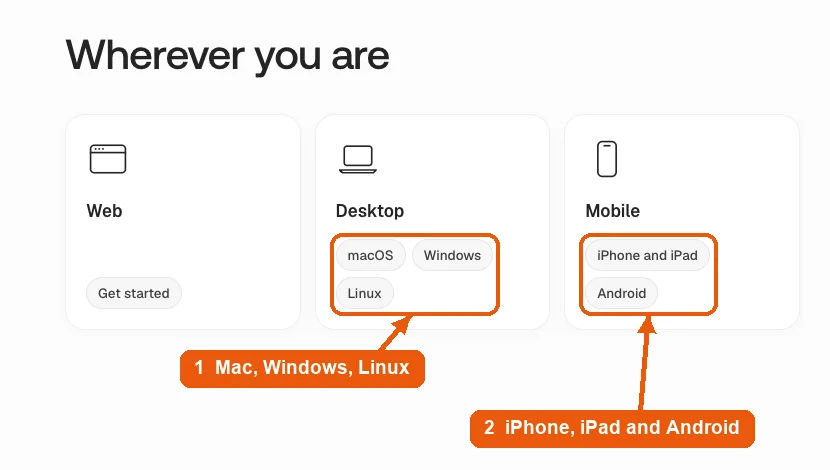 Wherever you are
Web
Get started
Desktop
macOS
Windows
Linux
Mobile
iPhone and iPad
Android
1 Mac, Windows, Linux
2 iPhone, iPad and Android